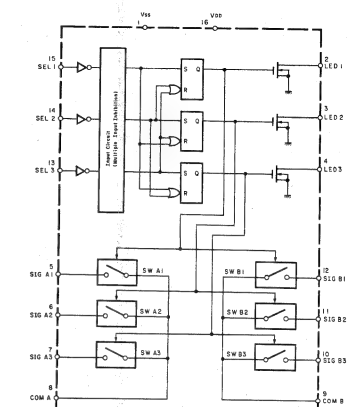 Vss VDD
1 16
15
SEL 1
14
SEL 2
13
SEL 3
Input Circuit
(Multiple Input Inhibition)
S Q
R
S Q
R
S Q
R
2
LED 1
3
LED 2
4
LED3
5
SIG A1
SW A1
SW B1
12
SIG B1
6
SIG A2
SW A2
SW B2
11
SIG B2
7
SIG A3
SW A3
SW B3
10
SIG B3
8
COM A
9
COM B